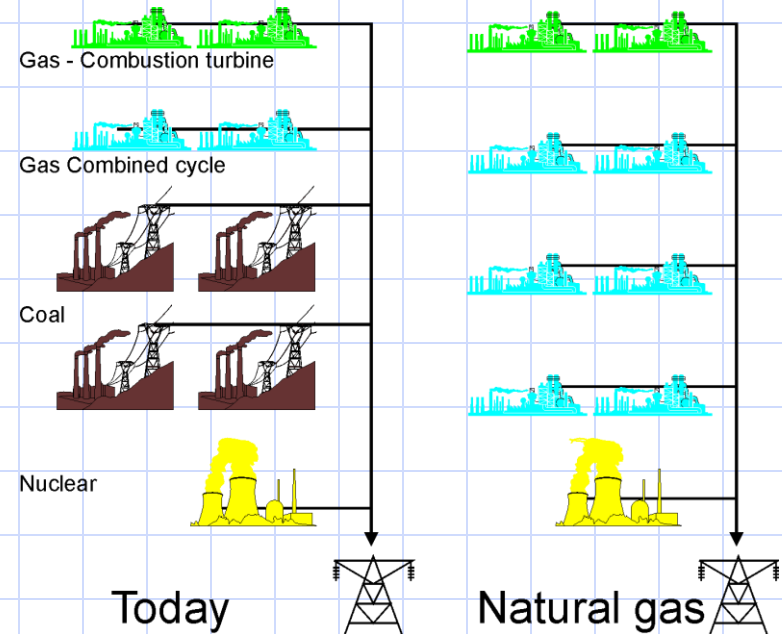 Gas - Combustion turbine
Gas Combined cycle
Coal
Nuclear
Today
Natural gas